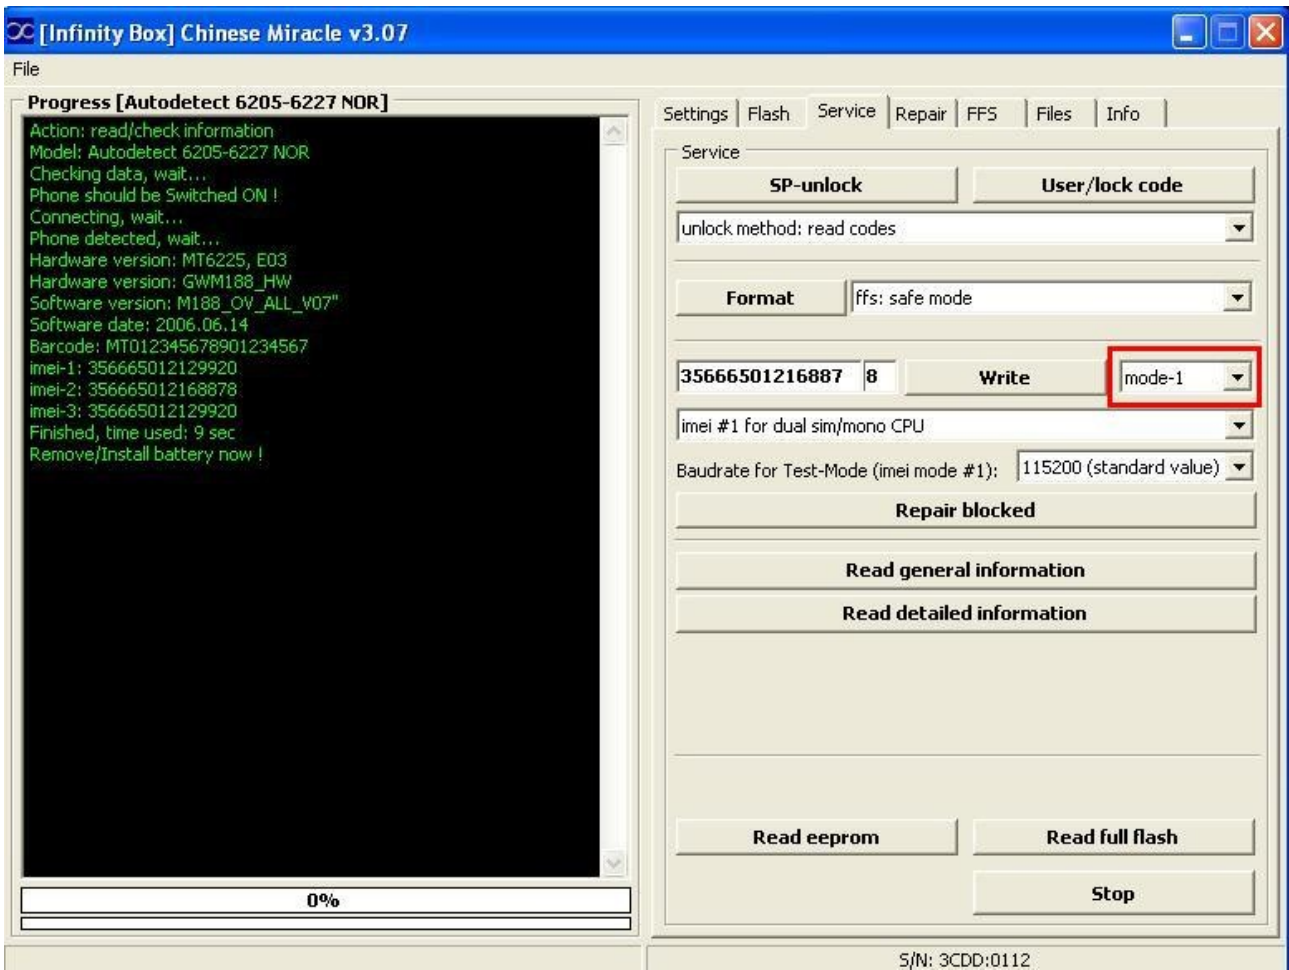 [Infinity Box] Chinese Miracle v3.07
File
Progress [Autodetect 6205-6227 NOR]
Action: read/check information
Model: Autodetect 6205-6227 NOR
Checking data, wait...
Phone should be Switched ON !
Connecting, wait...
Phone detected, wait...
Hardware version: MT6225, E03
Hardware version: GWM188_HW
Software version: M188_OV_ALL_V07"
Software date: 2006.06.14
Barcode: MT012345678901234567
imei-1: 356665012129920
imei-2: 356665012168878
imei-3: 356665012129920
Finished, time used: 9 sec
Remove/Install battery now !
0%
Settings Flash Service Repair FFS Files Info
Service
SP-unlock User/lock code
unlock method: read codes
Format ffs: safe mode
35666501216887 8 Write mode-1
imei #1 for dual sim/mono CPU
Baudrate for Test-Mode (imei mode #1): 115200 (standard value)
Repair blocked
Read general information
Read detailed information
Read eeprom Read full flash
Stop
S/N: 3CDD:0112